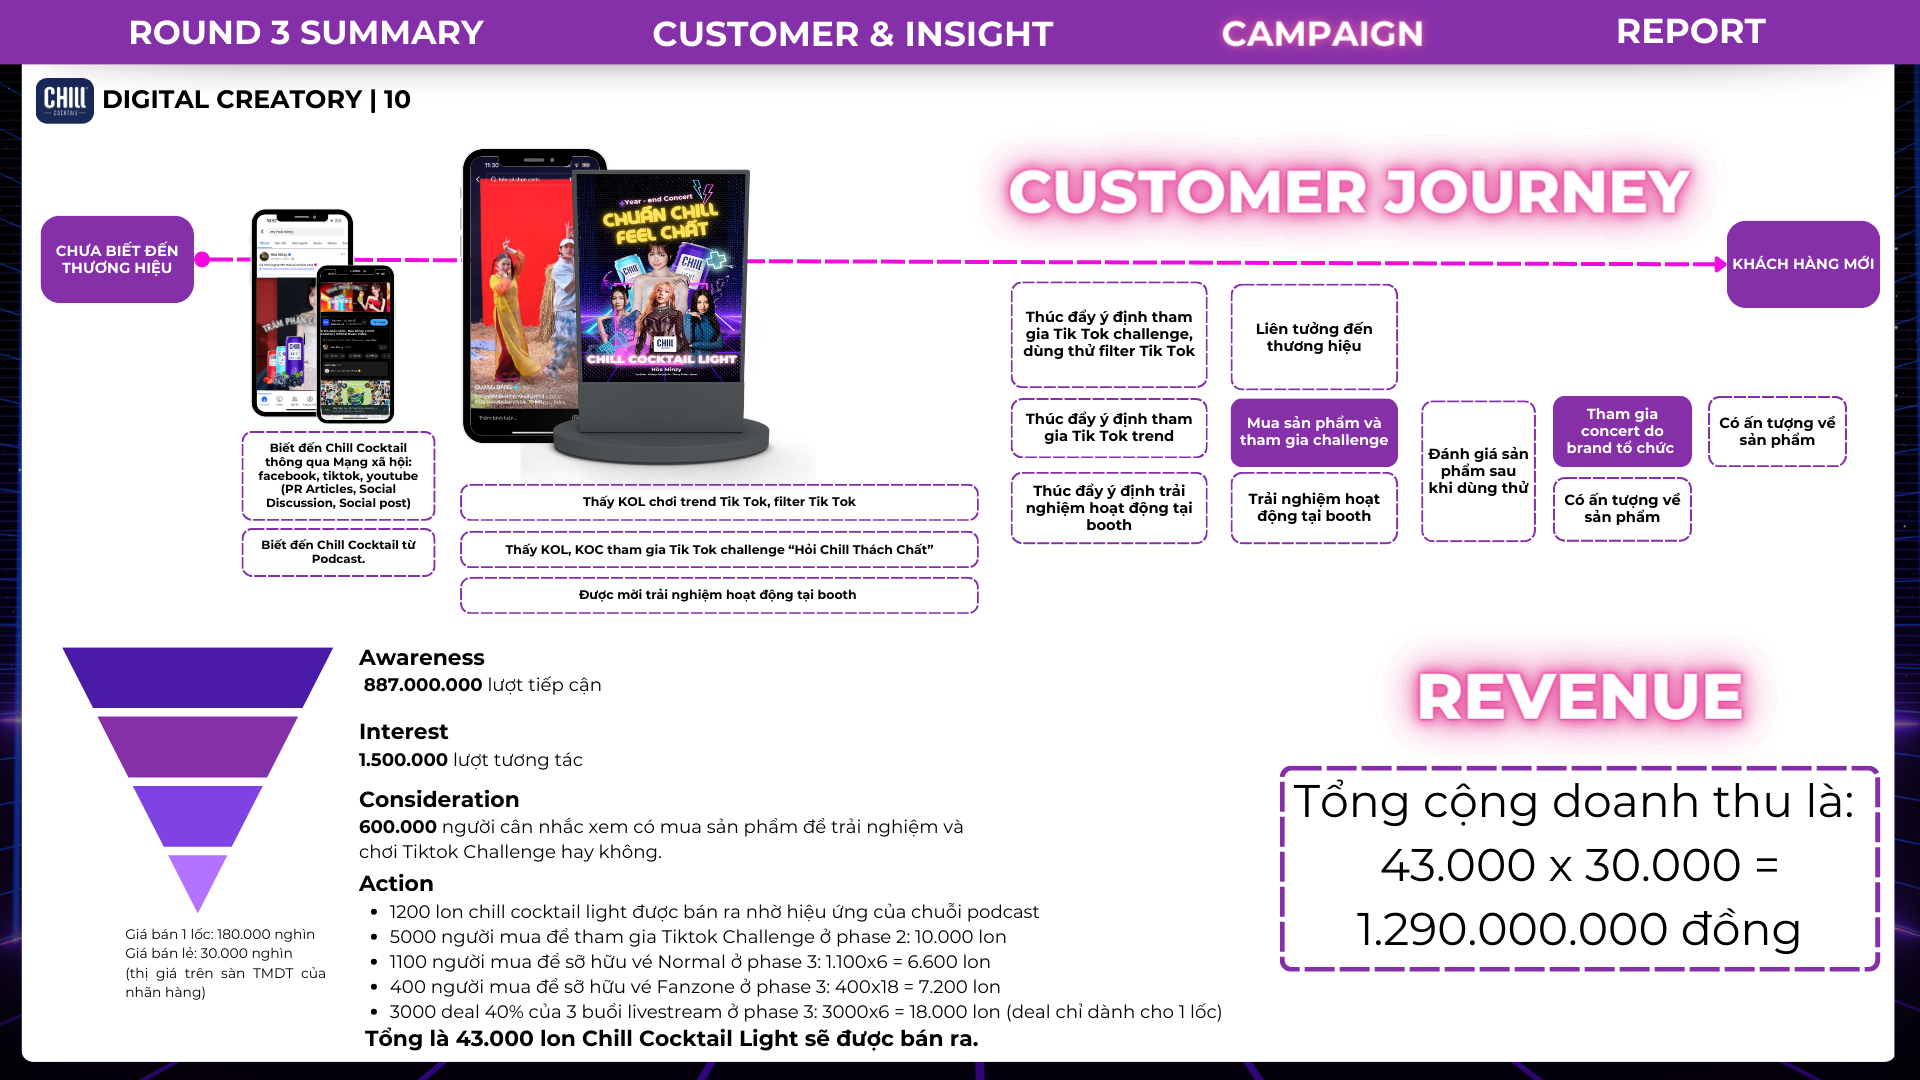 ROUND 3 SUMMARY
CUSTOMER & INSIGHT
CAMPAIGN
REPORT
CHILL
COCKTAIL
DIGITAL CREATORY | 10
CUSTOMER JOURNEY
CHƯA BIẾT ĐẾN
THƯƠNG HIỆU
KHÁCH HÀNG MỚI
11:30
Year - end Concert
CHUẨN CHILL
FEEL CHẤT
CHILL
CHILL COCKTAIL LIGHT
Hòa Minzy
Biết đến Chill Cocktail
thông qua Mạng xã hội:
facebook, tiktok, youtube
(PR Articles, Social
Discussion, Social post)
Biết đến Chill Cocktail từ
Podcast.
Thấy KOL chơi trend Tik Tok, filter Tik Tok
Thấy KOL, KOC tham gia Tik Tok challenge “Hỏi Chill Thách Chất”
Được mời trải nghiệm hoạt động tại booth
Thúc đẩy ý định tham
gia Tik Tok challenge,
dùng thử filter Tik Tok
Thúc đẩy ý định tham
gia Tik Tok trend
Thúc đẩy ý định trải
nghiệm hoạt động tại
booth
Liên tưởng đến
thương hiệu
Mua sản phẩm và
tham gia challenge
Trải nghiệm hoạt
động tại booth
Đánh giá sản
phẩm sau
khi dùng thử
Tham gia
concert do
brand tổ chức
Có ấn tượng về
sản phẩm
Có ấn tượng về
sản phẩm
Awareness
887.000.000 lượt tiếp cận
Interest
1.500.000 lượt tương tác
Consideration
600.000 người cân nhắc xem có mua sản phẩm để trải nghiệm và
chơi Tiktok Challenge hay không.
Action
• 1200 lon chill cocktail light được bán ra nhờ hiệu ứng của chuỗi podcast
• 5000 người mua để tham gia Tiktok Challenge ở phase 2: 10.000 lon
• 1100 người mua để sỡ hữu vé Normal ở phase 3: 1.100x6 = 6.600 lon
• 400 người mua để sỡ hữu vé Fanzone ở phase 3: 400x18 = 7.200 lon
• 3000 deal 40% của 3 buổi livestream ở phase 3: 3000x6 = 18.000 lon (deal chỉ dành cho 1 lốc)
Tổng là 43.000 lon Chill Cocktail Light sẽ được bán ra.
Giá bán 1 lốc: 180.000 nghìn
Giá bán lẻ: 30.000 nghìn
(thị giá trên sàn TMDT của
nhãn hàng)
REVENUE
Tổng cộng doanh thu là:
43.000 x 30.000 =
1.290.000.000 đồng